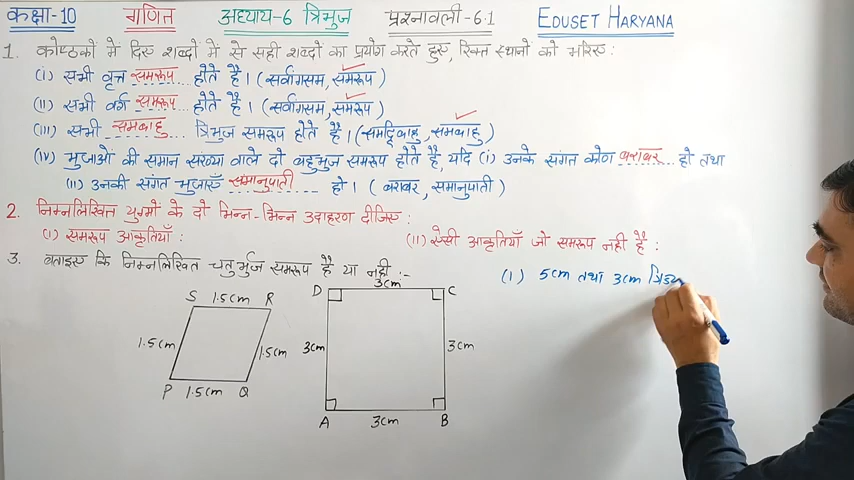 कक्षा-10 गणित अध्याय-6 त्रिभुज प्रश्नावली-6.1 EDUSET HARYANA
1. कोष्ठकों में दिए शब्दों में से सही शब्दों का प्रयोग करते हुए, रिक्त स्थानों को भरिए:
(i) सभी वृत्त समरूप होते है। (सर्वांगसम, समरूप)
(ii) सभी वर्ग समरूप होते है। (सर्वांगसम, समरूप)
(iii) सभी समबाहु त्रिभुज समरूप होते है। (समद्विबाहु, समबाहु)
(iv) भुजाओं की समान संख्या वाले दो बहुभुज समरूप होते है, यदि (i) उनके संगत कोण बराबर हो तथा
(ii) उनकी संगत भुजाएँ समानुपाती हो। (बराबर, समानुपाती)
2. निम्नलिखित युग्मों के दो भिन्न-भिन्न उदाहरण दीजिए:
(i) समरूप आकृतियाँ: (ii) ऐसी आकृतियाँ जो समरूप नही है:
3. बताइए कि निम्नलिखित चतुर्भुज समरूप है या नही:-
(i) 5cm तथा 3cm
S 1.5cm R
1.5cm 1.5cm
P 1.5cm Q
D 3cm C
3cm 3cm
A 3cm B